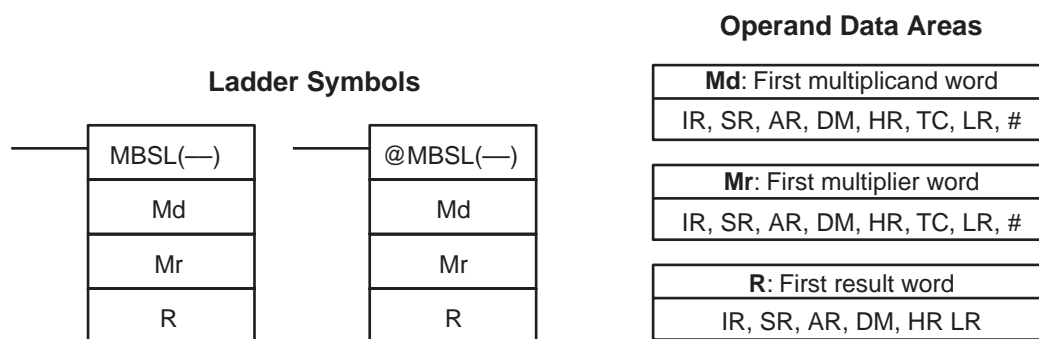 Operand Data Areas
Ladder Symbols
MBSL(––)
Md
Mr
R
@MBSL(––)
Md
Mr
R
Md: First multiplicand word
IR, SR, AR, DM, HR, TC, LR, #
Mr: First multiplier word
IR, SR, AR, DM, HR, TC, LR, #
R: First result word
IR, SR, AR, DM, HR LR